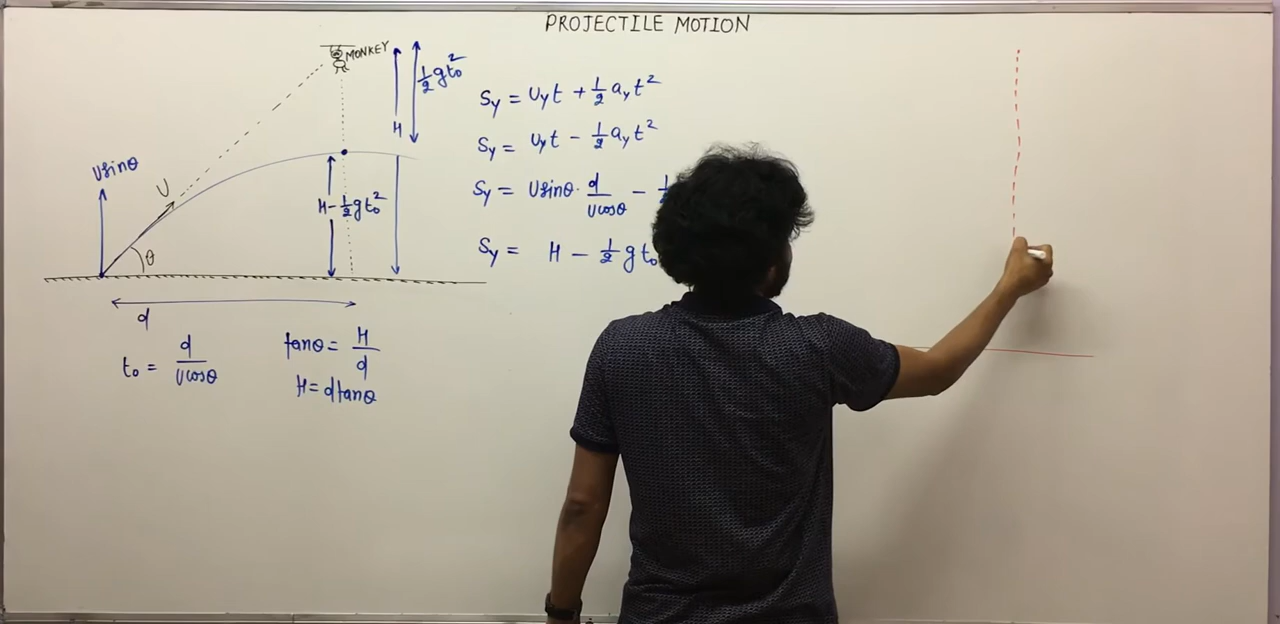 PROJECTILE MOTION
MONKEY
½gt₀²
H
Usinθ
U
H-½gt₀²
θ
d
t₀ = d/Ucosθ
tanθ = H/d
H = dtanθ
Sy = Uyt + ½ayt²
Sy = Uyt - ½ayt²
Sy = Usinθ · d/Ucosθ -
Sy = H - ½gt₀